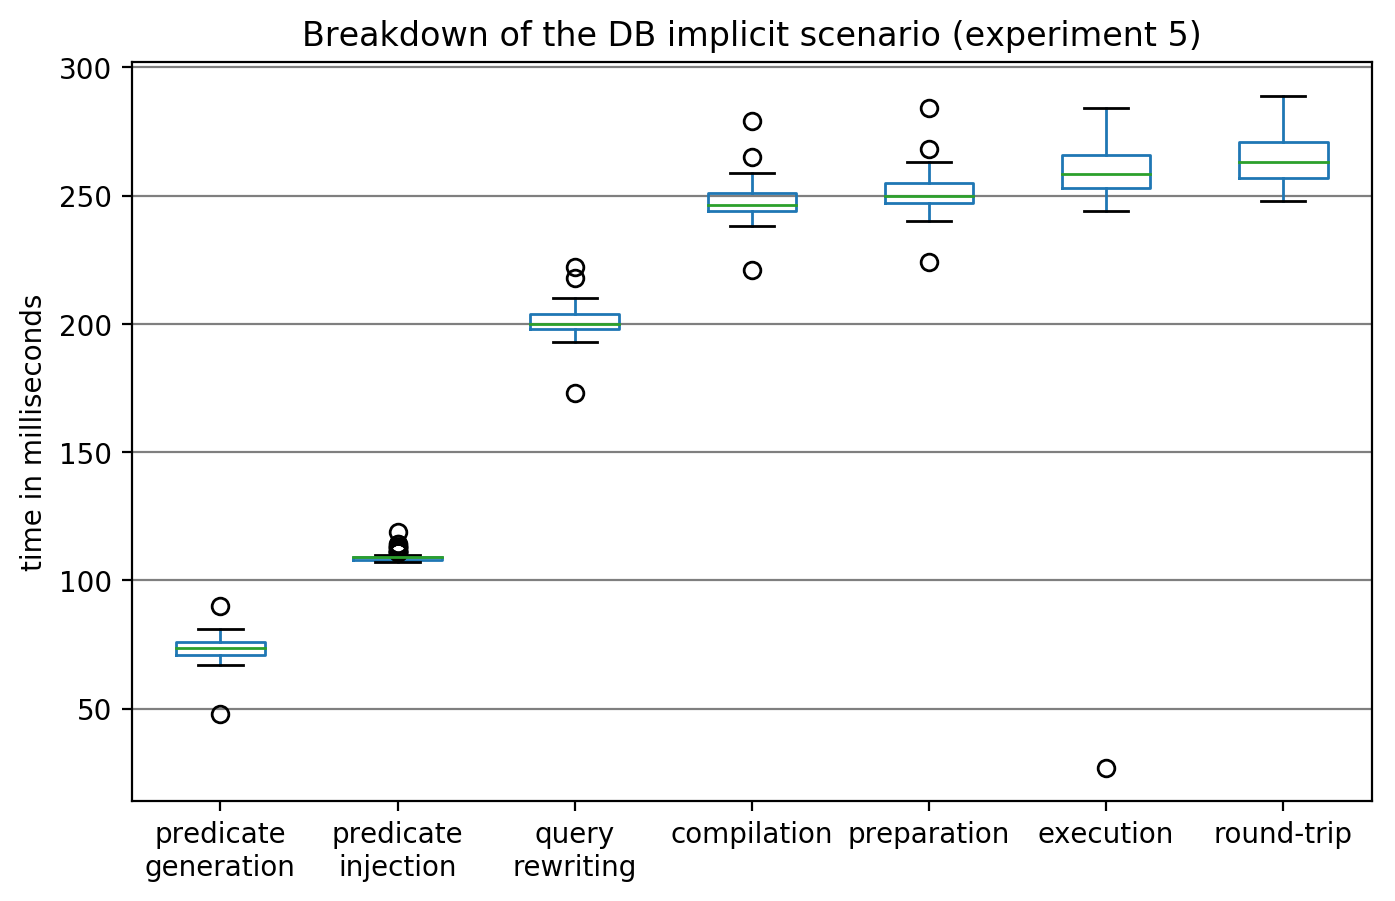 Breakdown of the DB implicit scenario (experiment 5)
300
250
200
150
100
50
time in milliseconds
predicate
generation
predicate
injection
query
rewriting
compilation
preparation
execution
round-trip